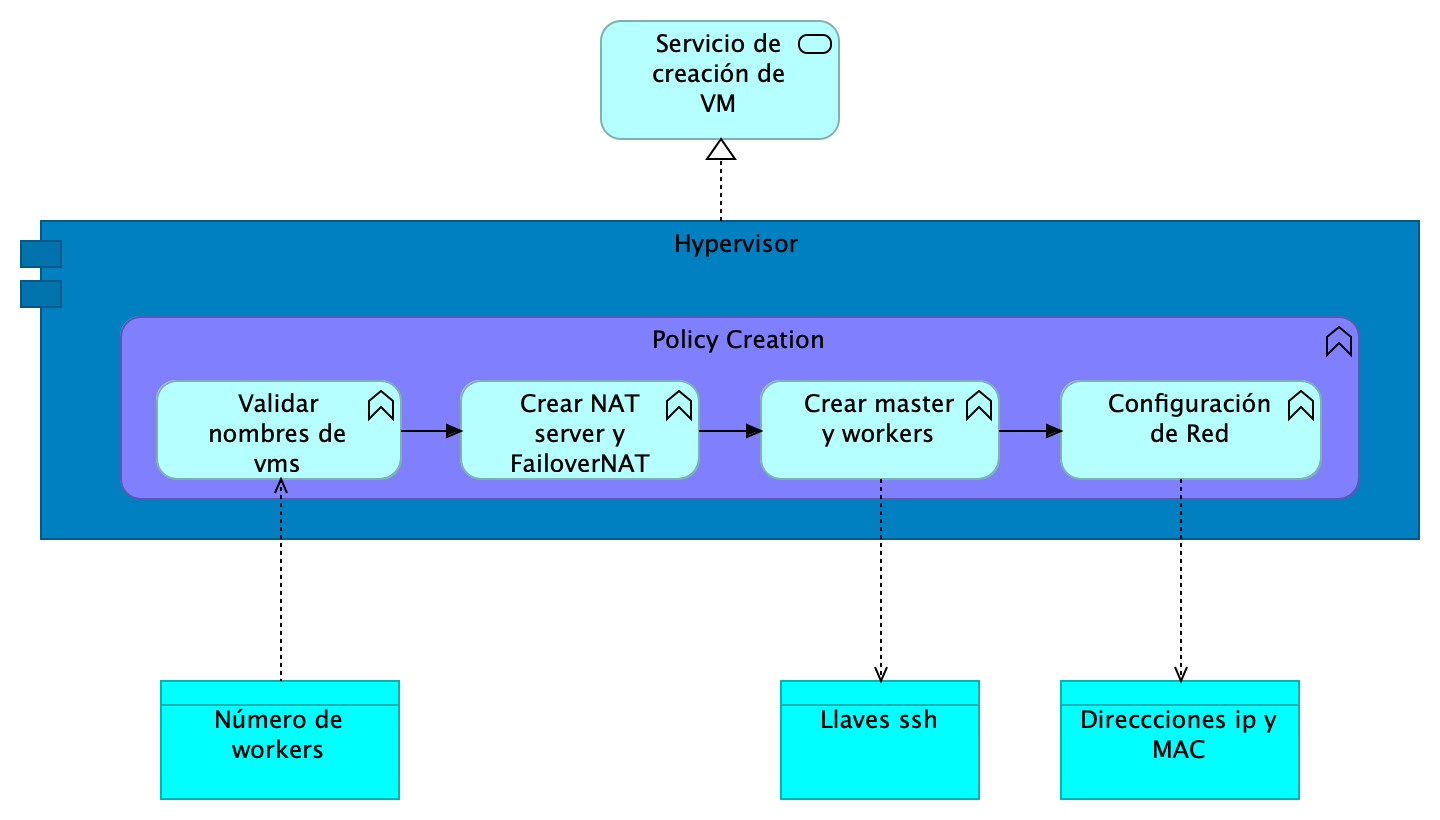 Servicio de
creación de
VM
Hypervisor
Policy Creation
Validar
nombres de
vms
Crear NAT
server y
FailoverNAT
Crear master
y workers
Configuración
de Red
Número de
workers
Llaves ssh
Direccciones ip y
MAC